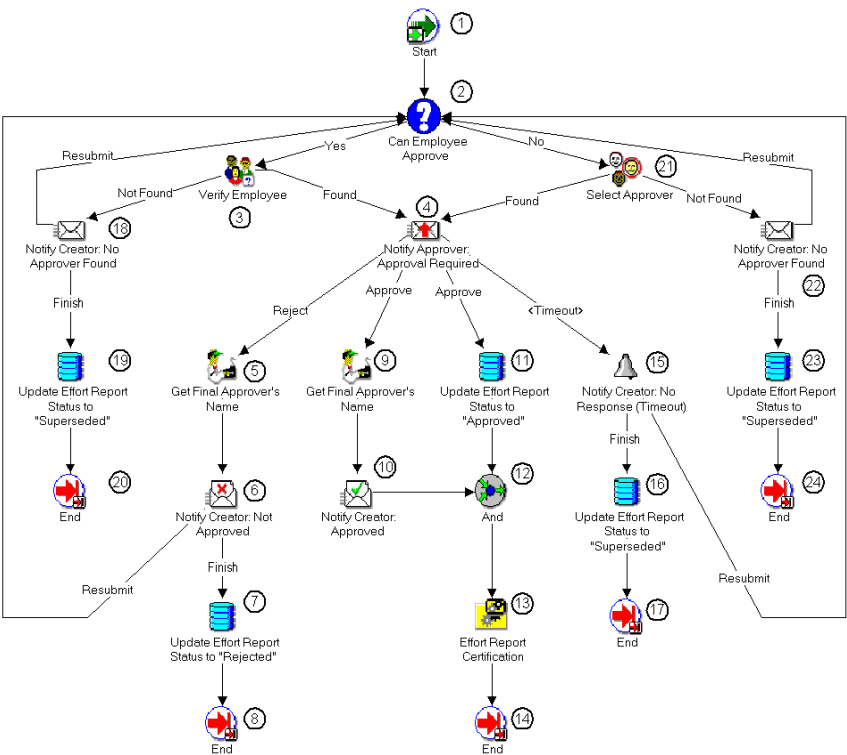 1
Start
2
Can Employee
Approve
Yes
No
Resubmit
Resubmit
21
Verify Employee
3
Select Approver
Not Found
Found
4
Found
Not Found
18
Notify Creator: No
Approver Found
Notify Approver:
Approval Required
Notify Creator: No
Approver Found
22
Finish
Reject
Approve
Approve
<Timeout>
Finish
19
5
9
11
15
23
Update Effort Report
Status to
"Superseded"
Get Final Approver's
Name
Get Final Approver's
Name
Update Effort Report
Status to
"Approved"
Notify Creator: No
Response (Timeout)
Update Effort Report
Status to
"Superseded"
Finish
20
End
6
Notify Creator: Not
Approved
10
Notify Creator:
Approved
12
And
16
Update Effort Report
Status to
"Superseded"
24
End
Resubmit
Finish
Resubmit
7
Update Effort Report
Status to "Rejected"
13
Effort Report
Certification
17
End
8
End
14
End